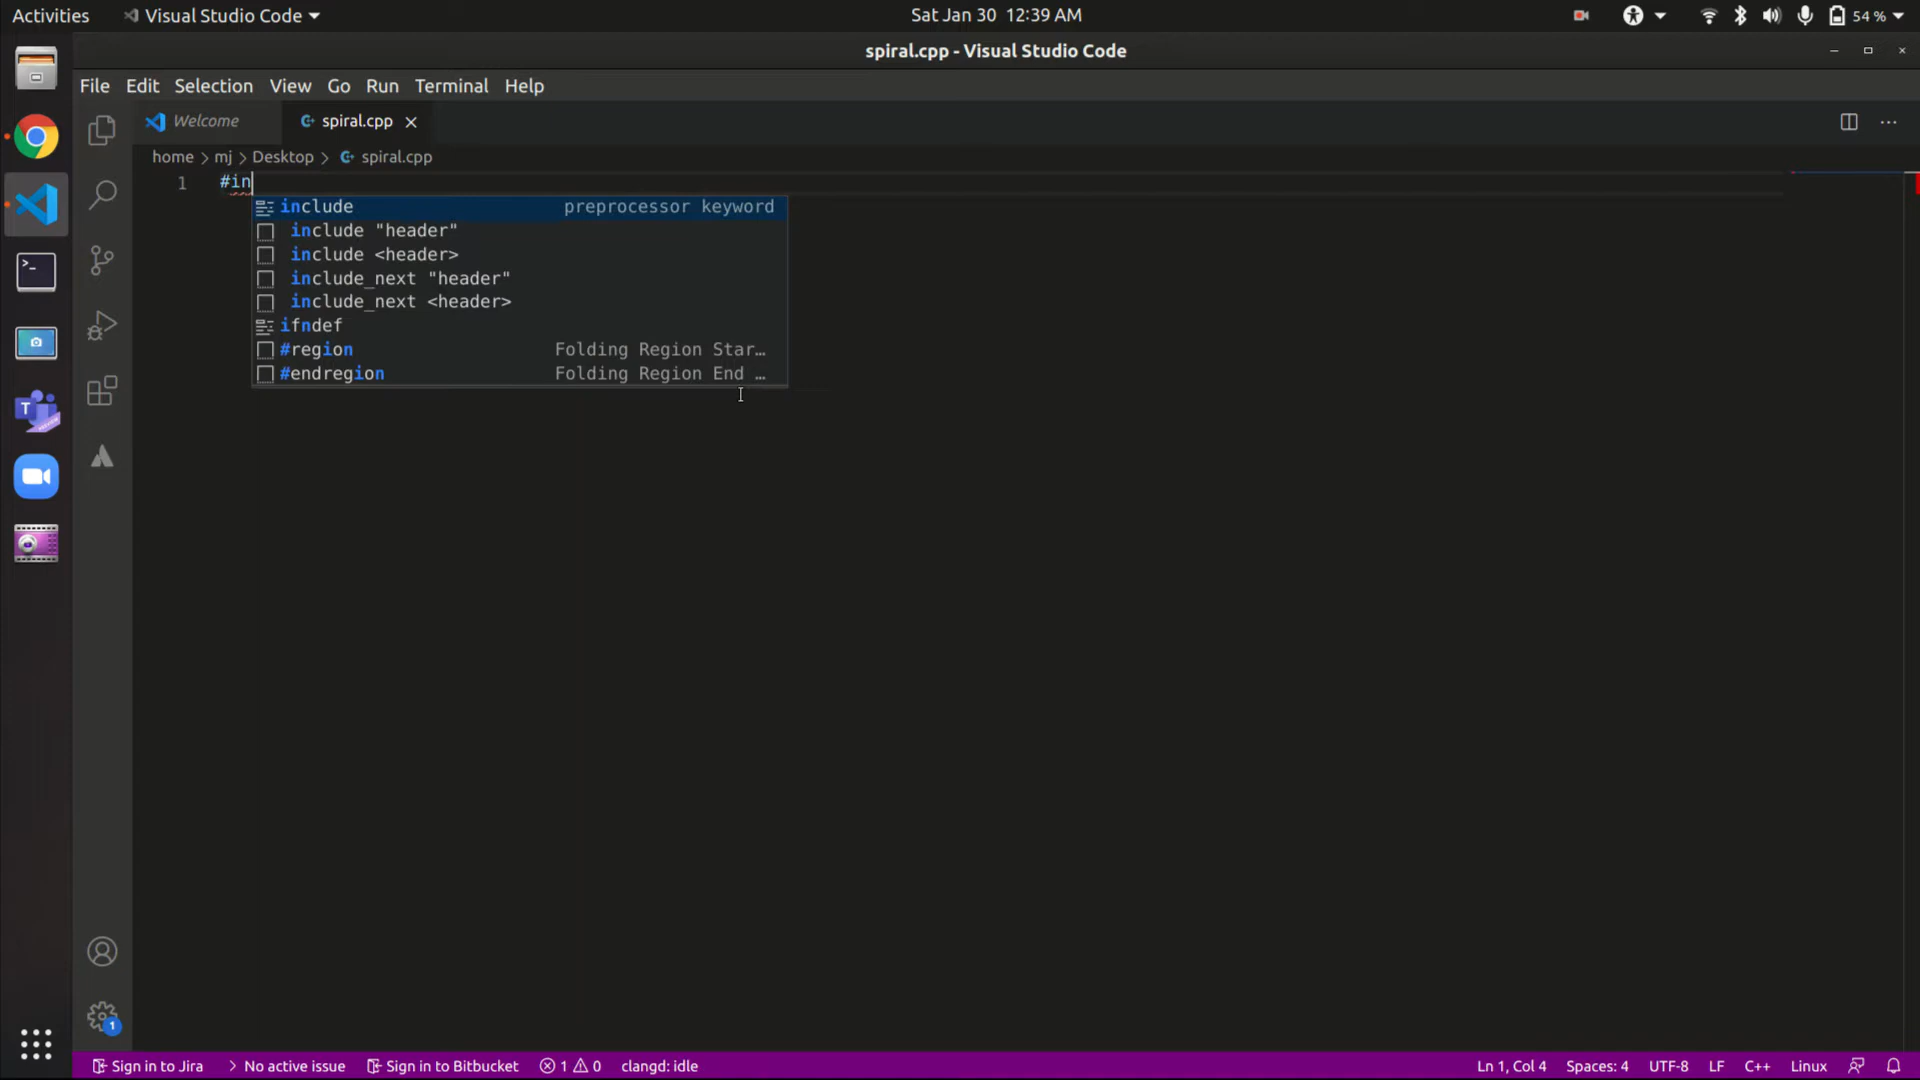 Activities Visual Studio Code Sat Jan 30 12:39 AM 54 %
spiral.cpp - Visual Studio Code
File Edit Selection View Go Run Terminal Help
Welcome spiral.cpp
home > mj > Desktop > spiral.cpp
1 #in
include preprocessor keyword
include "header"
include <header>
include_next "header"
include_next <header>
ifndef
#region Folding Region Star…
#endregion Folding Region End …
T
1
Sign in to Jira > No active issue Sign in to Bitbucket 1 0 clangd: idle Ln 1, Col 4 Spaces: 4 UTF-8 LF C++ Linux